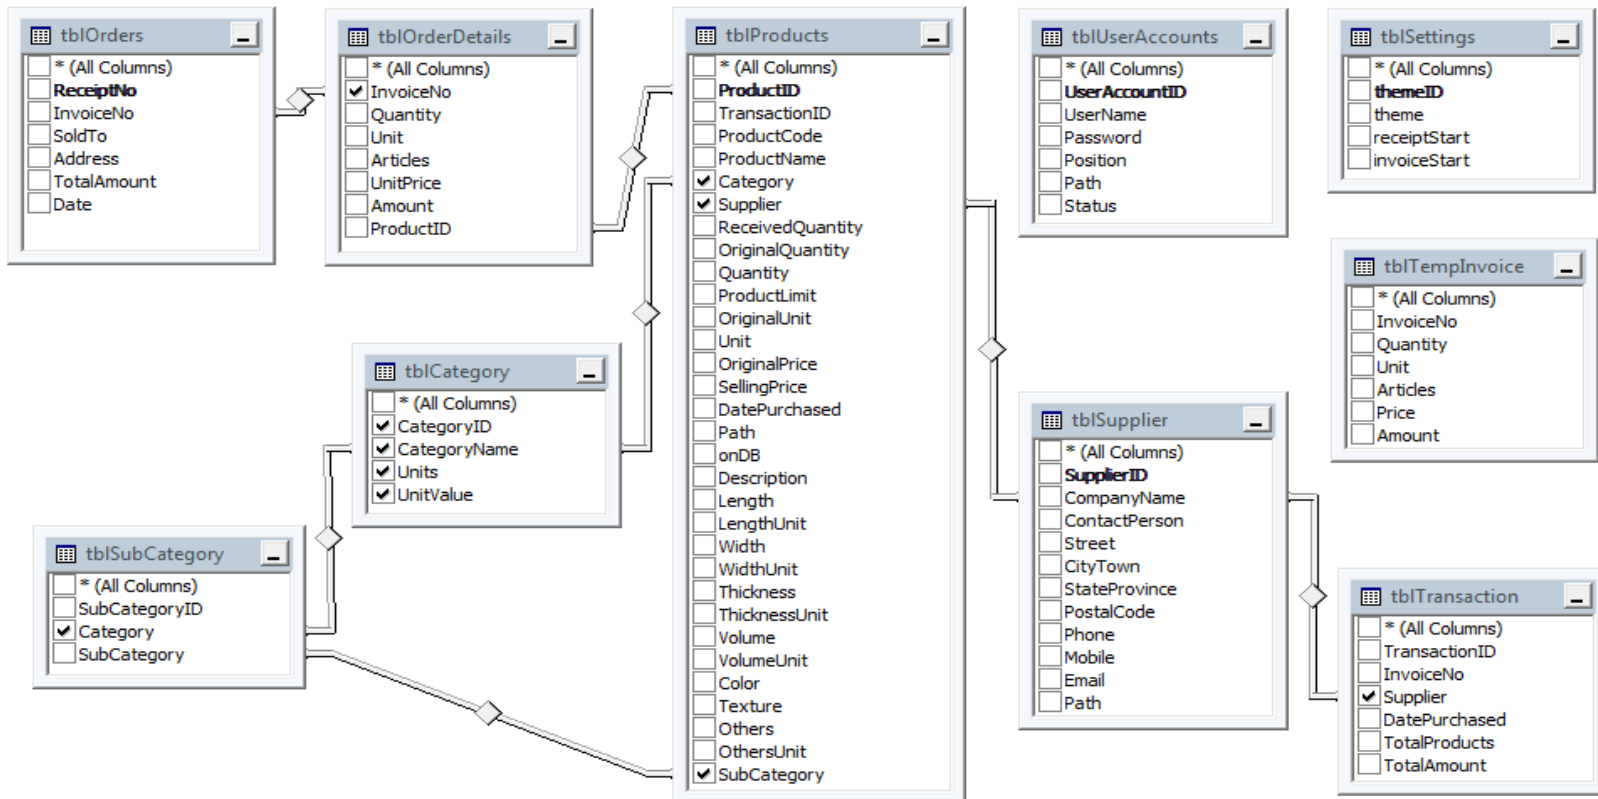 tblOrders
* (All Columns)
ReceiptNo
InvoiceNo
SoldTo
Address
TotalAmount
Date
tblOrderDetails
* (All Columns)
InvoiceNo
Quantity
Unit
Articles
UnitPrice
Amount
ProductID
tblProducts
* (All Columns)
ProductID
TransactionID
ProductCode
ProductName
Category
Supplier
ReceivedQuantity
OriginalQuantity
Quantity
ProductLimit
OriginalUnit
Unit
OriginalPrice
SellingPrice
DatePurchased
Path
onDB
Description
Length
LengthUnit
Width
WidthUnit
Thickness
ThicknessUnit
Volume
VolumeUnit
Color
Texture
Others
OthersUnit
SubCategory
tblUserAccounts
* (All Columns)
UserAccountID
UserName
Password
Position
Path
Status
tblSettings
* (All Columns)
themeID
theme
receiptStart
invoiceStart
tblTempInvoice
* (All Columns)
InvoiceNo
Quantity
Unit
Articles
Price
Amount
tblCategory
* (All Columns)
CategoryID
CategoryName
Units
UnitValue
tblSupplier
* (All Columns)
SupplierID
CompanyName
ContactPerson
Street
CityTown
StateProvince
PostalCode
Phone
Mobile
Email
Path
tblSubCategory
* (All Columns)
SubCategoryID
Category
SubCategory
tblTransaction
* (All Columns)
TransactionID
InvoiceNo
Supplier
DatePurchased
TotalProducts
TotalAmount